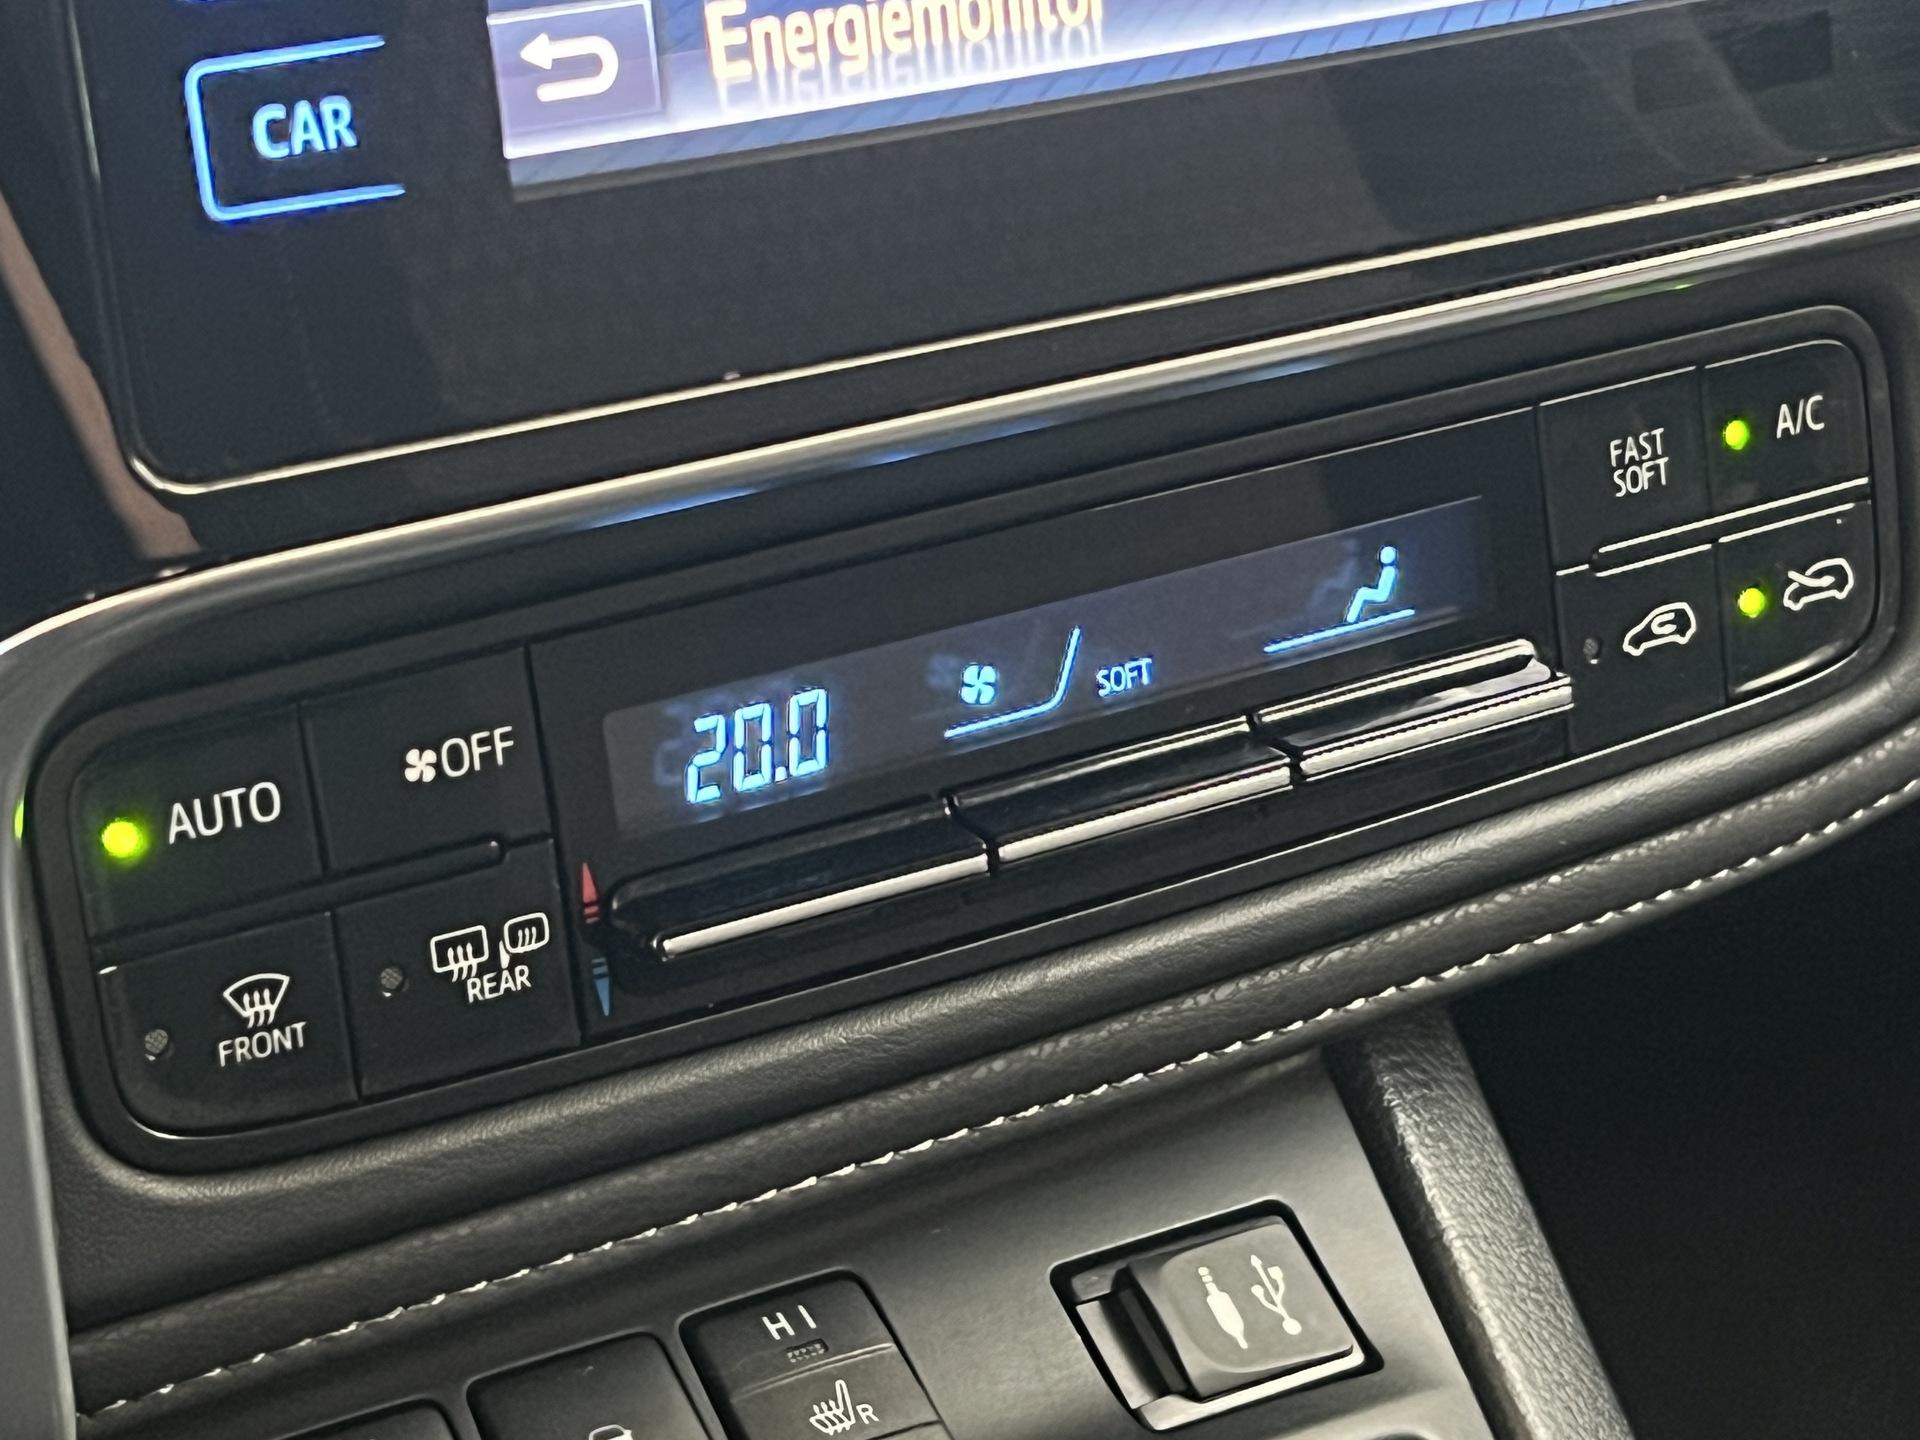 Energiemonitor
CAR
FAST
SOFT
A/C
20.0
SOFT
AUTO
OFF
REAR
FRONT
HI
R